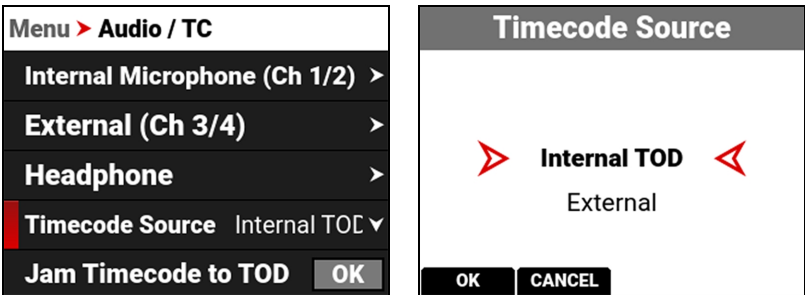 Menu > Audio / TC
Internal Microphone (Ch 1/2) >
External (Ch 3/4) >
Headphone >
Timecode Source Internal TOD
Jam Timecode to TOD OK
Timecode Source
Internal TOD
External
OK CANCEL